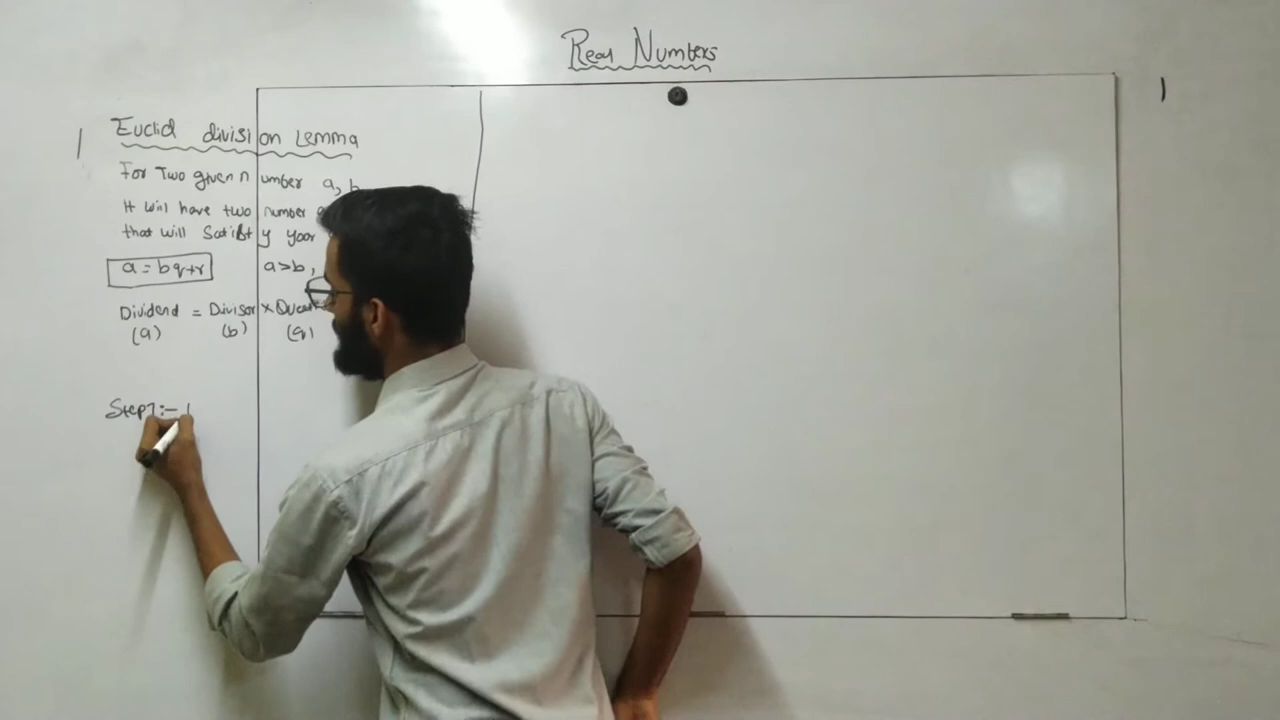 Real Numbers
Euclid division Lemma
For Two given number a, b
It will have two number
that will Satisfy your
a = bq+r a>b,
Dividend = Divisor ×
(a) (b) (q)
Step1:-